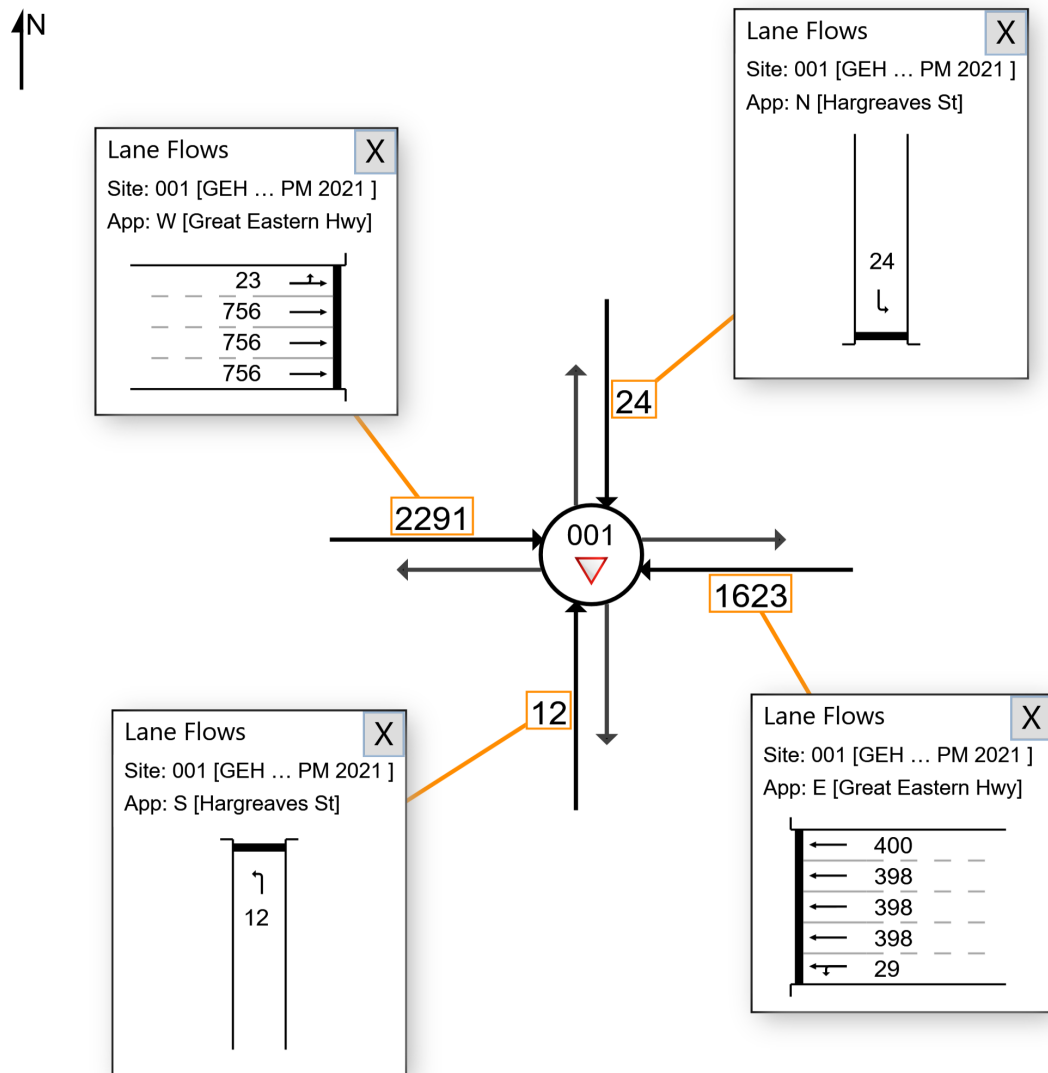 N
Lane Flows
X
Site: 001 [GEH ... PM 2021 ]
App: N [Hargreaves St]
24
Lane Flows
X
Site: 001 [GEH ... PM 2021 ]
App: W [Great Eastern Hwy]
23
756
756
756
24
2291
001
1623
12
Lane Flows
X
Site: 001 [GEH ... PM 2021 ]
App: S [Hargreaves St]
12
Lane Flows
X
Site: 001 [GEH ... PM 2021 ]
App: E [Great Eastern Hwy]
400
398
398
398
29